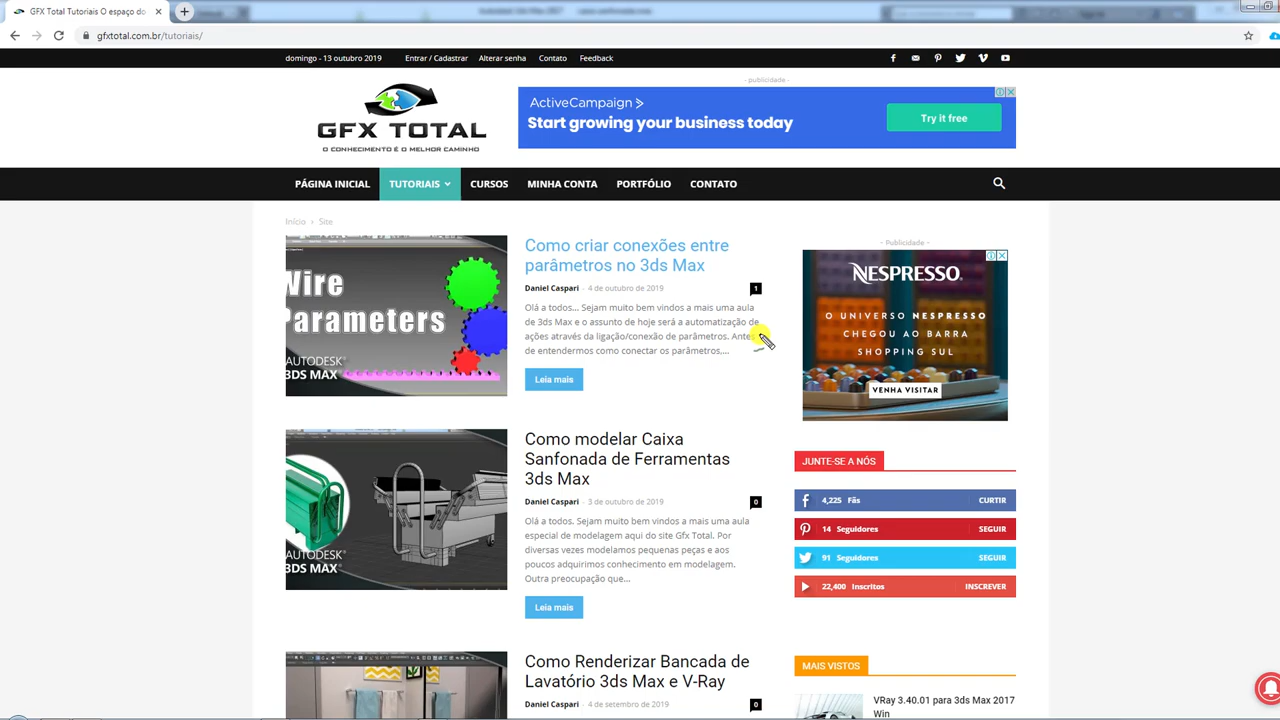 GFX Total Tutoriais O espaço do
gfxtotal.com.br/tutoriais/
domingo - 13 outubro 2019 Entrar / Cadastrar Alterar senha Contato Feedback
- publicidade -
GFX TOTAL
O CONHECIMENTO É O MELHOR CAMINHO
ActiveCampaign >
Start growing your business today
Try it free
PÁGINA INICIAL TUTORIAIS CURSOS MINHA CONTA PORTFÓLIO CONTATO
Início › Site
Wire
Parameters
AUTODESK®
3DS MAX®
Como criar conexões entre
parâmetros no 3ds Max
Daniel Caspari - 4 de outubro de 2019 1
Olá a todos... Sejam muito bem vindos a mais uma aula
de 3ds Max e o assunto de hoje será a automatização de
ações através da ligação/conexão de parâmetros. Antes
de entendermos como conectar os parâmetros,...
Leia mais
- Publicidade -
NESPRESSO.
O UNIVERSO NESPRESSO
CHEGOU AO BARRA
SHOPPING SUL
VENHA VISITAR
AUTODESK®
3DS MAX®
Como modelar Caixa
Sanfonada de Ferramentas
3ds Max
Daniel Caspari - 3 de outubro de 2019 0
Olá a todos. Sejam muito bem vindos a mais uma aula
especial de modelagem aqui do site Gfx Total. Por
diversas vezes modelamos pequenas peças e aos
poucos adquirimos conhecimento em modelagem.
Outra preocupação que...
Leia mais
JUNTE-SE A NÓS
4,225 Fãs CURTIR
14 Seguidores SEGUIR
91 Seguidores SEGUIR
22,400 Inscritos INSCREVER
Como Renderizar Bancada de
Lavatório 3ds Max e V-Ray
Daniel Caspari - 4 de setembro de 2019 0
MAIS VISTOS
VRay 3.40.01 para 3ds Max 2017
Win